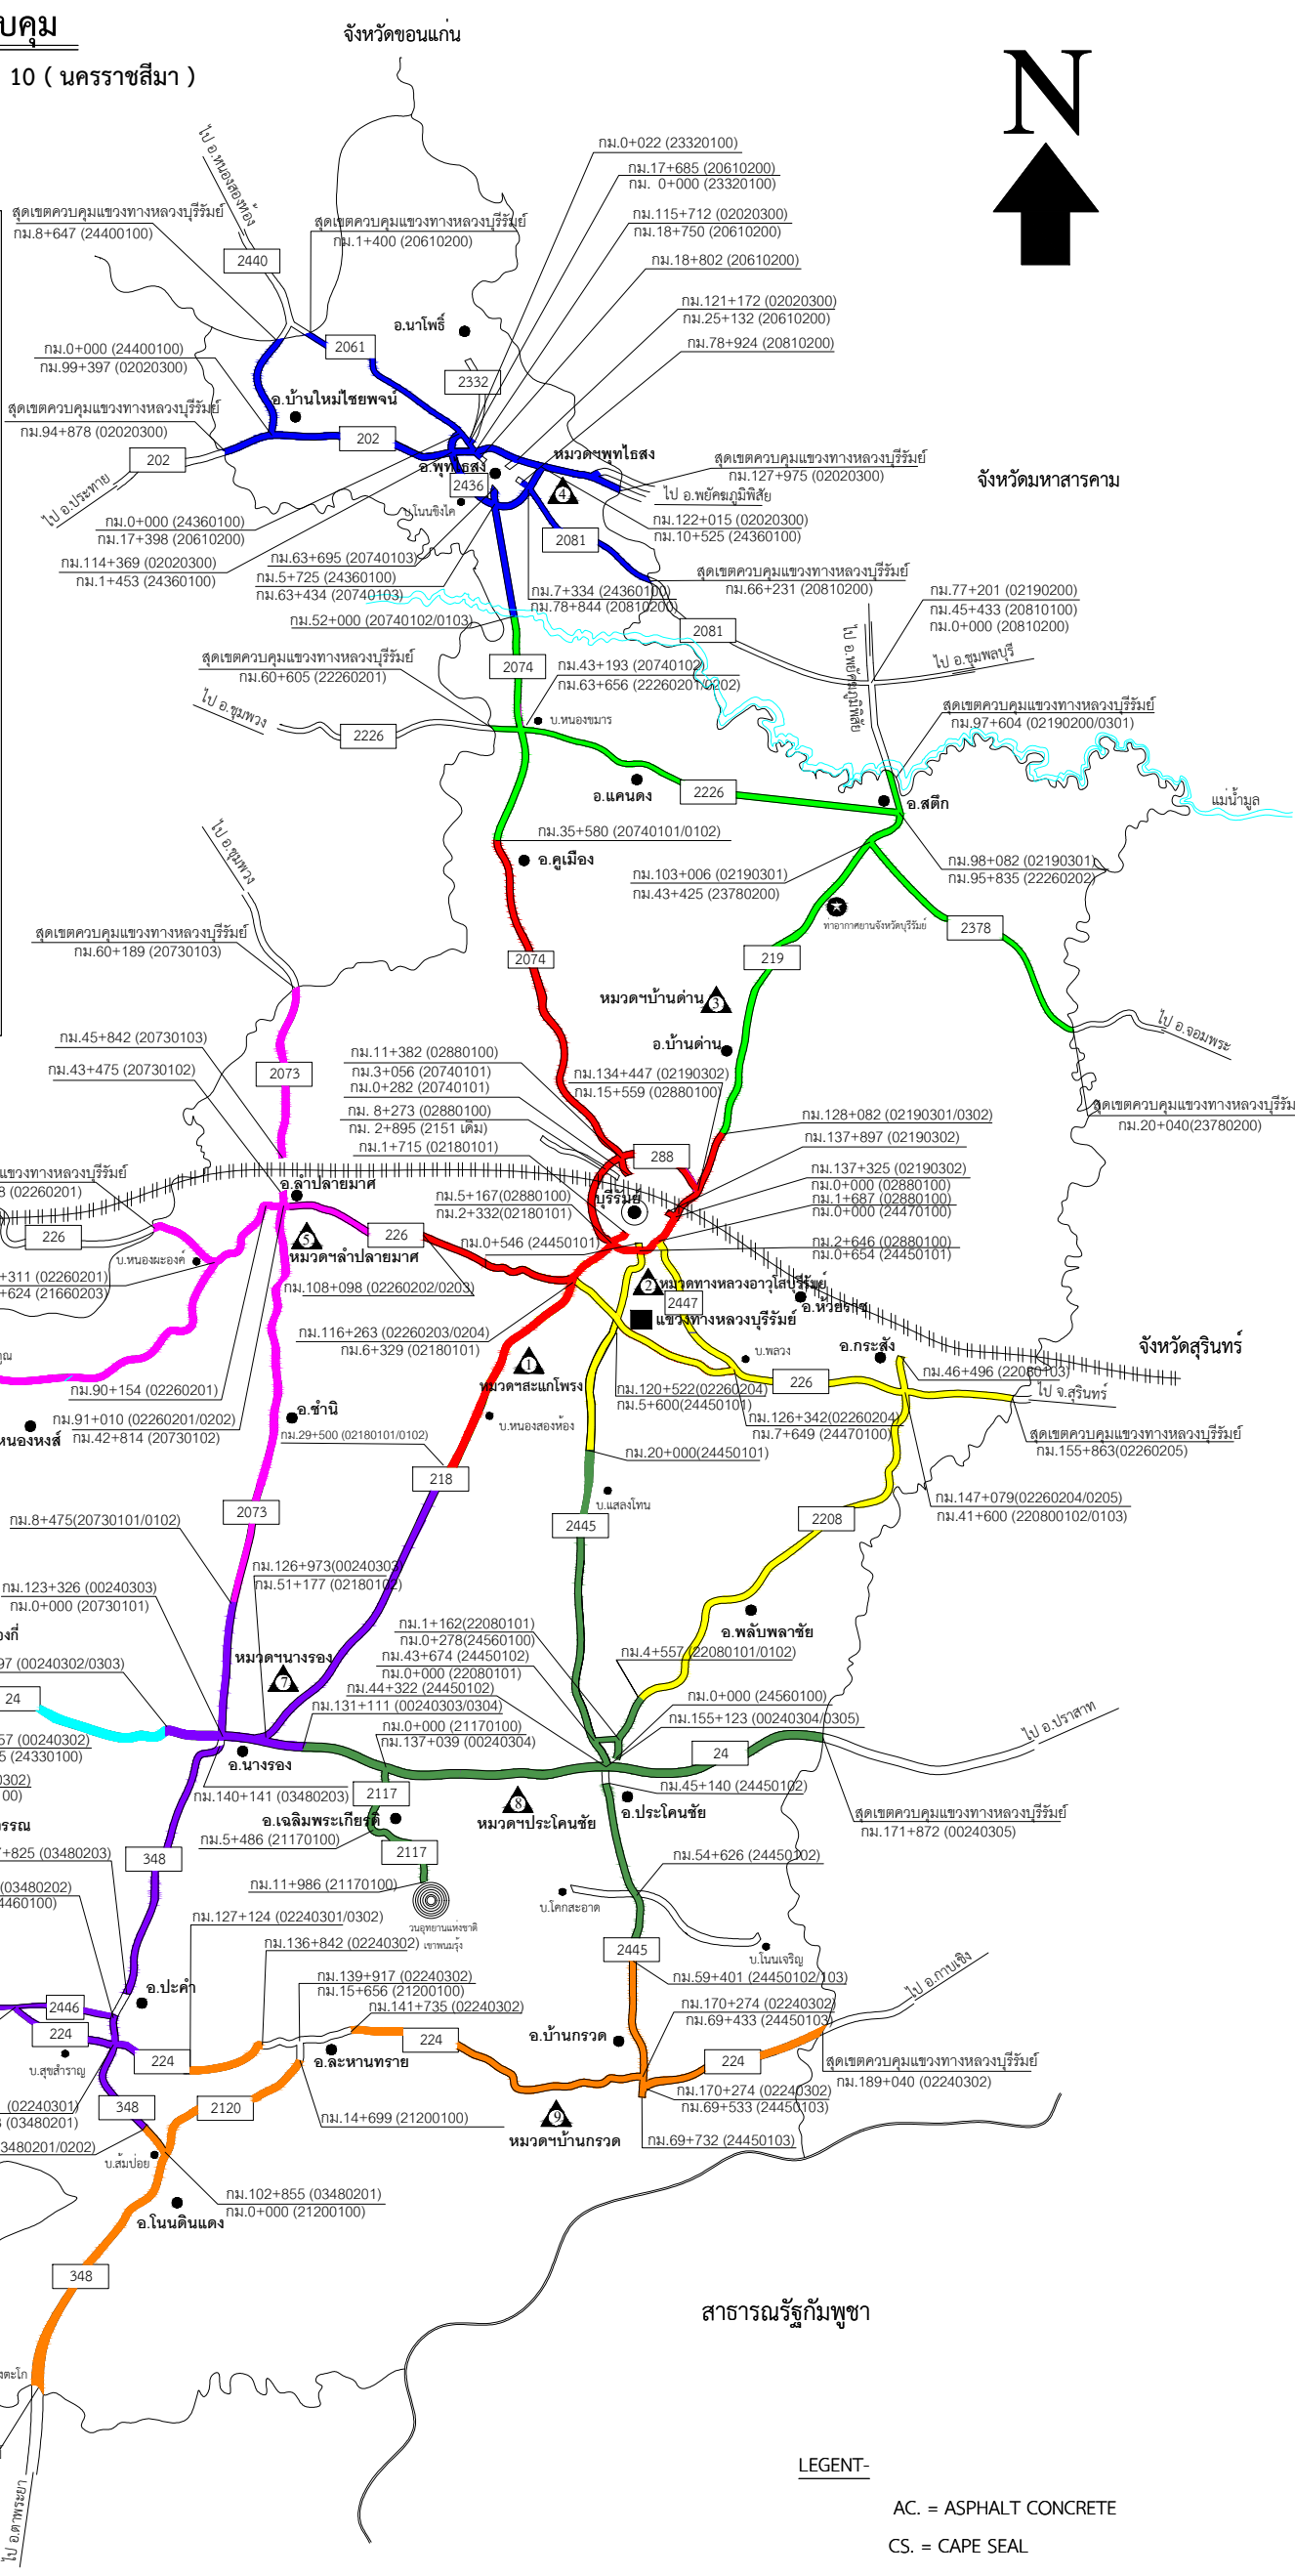 บคุม
จังหวัดขอนแก่น
10 ( นครราชสีมา )
N
ไป อ.หนองสองห้อง
กม.0+022 (23320100)
กม.17+685 (20610200)
กม. 0+000 (23320100)
สุดเขตควบคุมแขวงทางหลวงบุรีรัมย์
กม.8+647 (24400100)
สุดเขตควบคุมแขวงทางหลวงบุรีรัมย์
กม.1+400 (20610200)
กม.115+712 (02020300)
กม.18+750 (20610200)
2440
กม.18+802 (20610200)
กม.121+172 (02020300)
กม.25+132 (20610200)
อ.นาโพธิ์
กม.78+924 (20810200)
2061
กม.0+000 (24400100)
กม.99+397 (02020300)
2332
อ.บ้านใหม่ไชยพจน์
สุดเขตควบคุมแขวงทางหลวงบุรีรัมย์
กม.94+878 (02020300)
202
202
ไป อ.ประทาย
อ.พุทไธสง
หมวดฯพุทไธสง
4
สุดเขตควบคุมแขวงทางหลวงบุรีรัมย์
กม.127+975 (02020300)
จังหวัดมหาสารคาม
2436
ไป อ.พยัคฆภูมิพิสัย
กม.0+000 (24360100)
กม.17+398 (20610200)
กม.122+015 (02020300)
กม.10+525 (24360100)
2081
กม.114+369 (02020300)
กม.1+453 (24360100)
กม.63+695 (20740103)
กม.5+725 (24360100)
กม.63+434 (20740103)
สุดเขตควบคุมแขวงทางหลวงบุรีรัมย์
กม.66+231 (20810200)
กม.7+334 (24360100)
กม.78+844 (20810200)
กม.77+201 (02190200)
กม.45+433 (20810100)
กม.0+000 (20810200)
กม.52+000 (20740102/0103)
2081
ไป อ.พยัคฆภูมิพิสัย
ไป อ.ชุมพลบุรี
สุดเขตควบคุมแขวงทางหลวงบุรีรัมย์
กม.60+605 (22260201)
2074
กม.43+193 (20740102)
กม.63+656 (22260201/0202)
ไป อ.ชุมพวง
2226
บ.หนองขมาร
สุดเขตควบคุมแขวงทางหลวงบุรีรัมย์
กม.97+604 (02190200/0301)
อ.แคนดง
2226
อ.สตึก
แม่น้ำมูล
ไป อ.ชุมพวง
กม.35+580 (20740101/0102)
อ.คูเมือง
กม.103+006 (02190301)
กม.43+425 (23780200)
กม.98+082 (02190301)
กม.95+835 (22260202)
ท่าอากาศยานจังหวัดบุรีรัมย์
2378
สุดเขตควบคุมแขวงทางหลวงบุรีรัมย์
กม.60+189 (20730103)
2074
219
หมวดฯบ้านด่าน
3
ไป อ.จอมพระ
กม.45+842 (20730103)
อ.บ้านด่าน
กม.43+475 (20730102)
2073
กม.11+382 (02880100)
กม.3+056 (20740101)
กม.0+282 (20740101)
กม. 8+273 (02880100)
กม. 2+895 (2151 เดิม)
กม.1+715 (02180101)
กม.134+447 (02190302)
กม.15+559 (02880100)
สุดเขตควบคุมแขวงทางหลวงบุรีรัม
กม.20+040(23780200)
กม.128+082 (02190301/0302)
กม.137+897 (02190302)
288
แขวงทางหลวงบุรีรัมย์
8 (02260201)
อ.ลำปลายมาศ
กม.5+167(02880100)
กม.2+332(02180101)
บุรีรัมย์
กม.137+325 (02190302)
กม.0+000 (02880100)
กม.1+687 (02880100)
กม.0+000 (24470100)
226
5
226
กม.0+546 (24450101)
กม.2+646 (02880100)
กม.0+654 (24450101)
บ.หนองผะองค์
หมวดฯลำปลายมาศ
+311 (02260201)
+624 (21660203)
กม.108+098 (02260202/0203)
2
หมวดทางหลวงอาวุโสบุรีรัมย์
2447
อ.ห้วยราช
แขวงทางหลวงบุรีรัมย์
กม.116+263 (02260203/0204)
กม.6+329 (02180101)
1
หมวดฯสะแกโพรง
บ.พลวง
อ.กระสัง
จังหวัดสุรินทร์
กม.46+496 (22080103)
226
ไป จ.สุรินทร์
กม.90+154 (02260201)
กม.120+522(02260204)
กม.5+600(24450101)
กม.91+010 (02260201/0202)
กม.42+814 (20730102)
อ.ชำนิ
บ.หนองสองห้อง
กม.126+342(02260204)
กม.7+649 (24470100)
หนองหงส์
กม.29+500 (02180101/0102)
สุดเขตควบคุมแขวงทางหลวงบุรีรัมย์
กม.155+863(02260205)
กม.20+000(24450101)
218
บ.แสลงโทน
กม.147+079(02260204/0205)
กม.41+600 (220800102/0103)
2073
กม.8+475(20730101/0102)
2445
2208
กม.126+973(00240303)
กม.51+177 (02180102)
กม.123+326 (00240303)
กม.0+000 (20730101)
กม.1+162(22080101)
กม.0+278(24560100)
กม.43+674 (24450102)
กม.0+000 (22080101)
อ.พลับพลาชัย
องกี่
หมวดฯนางรอง
7
กม.4+557(22080101/0102)
97 (00240302/0303)
กม.44+322 (24450102)
กม.0+000 (24560100)
24
กม.131+111 (00240303/0304)
กม.0+000 (21170100)
กม.137+039 (00240304)
กม.155+123 (00240304/0305)
ไป อ.ปราสาท
57 (00240302)
5 (24330100)
0302)
00)
อ.นางรอง
24
กม.140+141 (03480203)
2117
8
หมวดฯประโคนชัย
กม.45+140 (24450102)
อ.ประโคนชัย
สุดเขตควบคุมแขวงทางหลวงบุรีรัมย์
กม.171+872 (00240305)
อ.เฉลิมพระเกียรติ
วรรณ
กม.5+486 (21170100)
7+825 (03480203)
348
2117
กม.54+626 (24450102)
(03480202)
4460100)
กม.11+986 (21170100)
บ.โคกสะอาด
กม.127+124 (02240301/0302)
วนอุทยานแห่งชาติ
เขาพนมรุ้ง
กม.136+842 (02240302)
2445
บ.โนนเจริญ
อ.ปะคำ
กม.139+917 (02240302)
กม.15+656 (21200100)
กม.59+401 (24450102/103)
ไป อ.กาบเชิง
2446
กม.141+735 (02240302)
กม.170+274 (02240302)
กม.69+433 (24450103)
224
224
อ.บ้านกรวด
บ.สุขสำราญ
224
อ.ละหานทราย
224
สุดเขตควบคุมแขวงทางหลวงบุรีรัมย์
กม.189+040 (02240302)
(02240301)
3 (03480201)
348
2120
กม.14+699 (21200100)
9
หมวดฯบ้านกรวด
กม.170+274 (02240302)
กม.69+533 (24450103)
กม.69+732 (24450103)
3480201/0202)
บ.ส้มป่อย
กม.102+855 (03480201)
กม.0+000 (21200100)
อ.โนนดินแดง
348
สาธารณรัฐกัมพูชา
งตะโก
ไป อ.ตาพระยา
LEGENT-
AC. = ASPHALT CONCRETE
CS. = CAPE SEAL